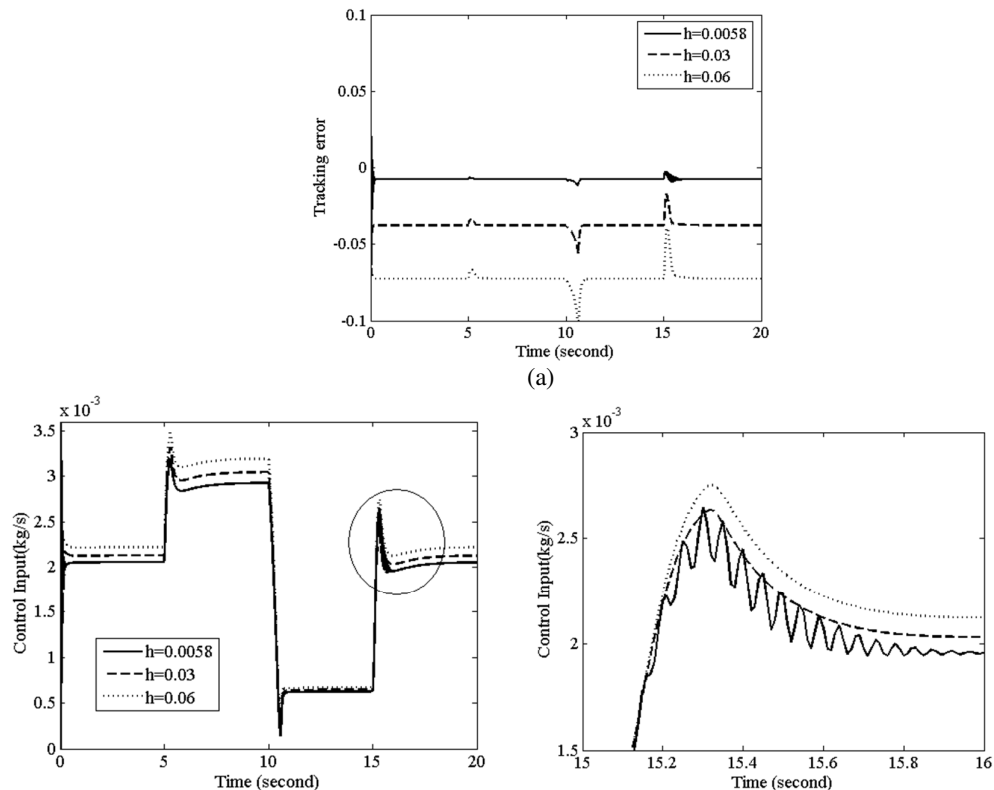 0.1
0.05
0
-0.05
-0.1
Tracking error
h=0.0058
h=0.03
h=0.06
0 5 10 15 20
Time (second)
(a)
x 10⁻³
3.5
3
2.5
2
1.5
1
0.5
0
Control Input(kg/s)
h=0.0058
h=0.03
h=0.06
0 5 10 15 20
Time (second)
x 10⁻³
3
2.5
2
1.5
Control Input(kg/s)
15 15.2 15.4 15.6 15.8 16
Time (second)